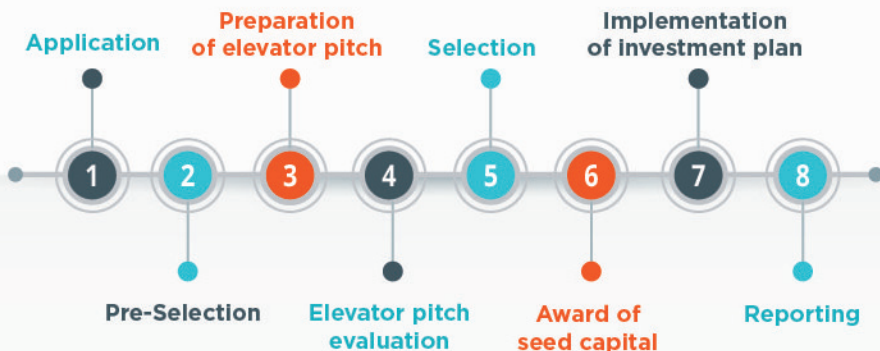 Application
Preparation
of elevator pitch
Selection
Implementation
of investment plan
1
2
3
4
5
6
7
8
Pre-Selection
Elevator pitch
evaluation
Award of
seed capital
Reporting